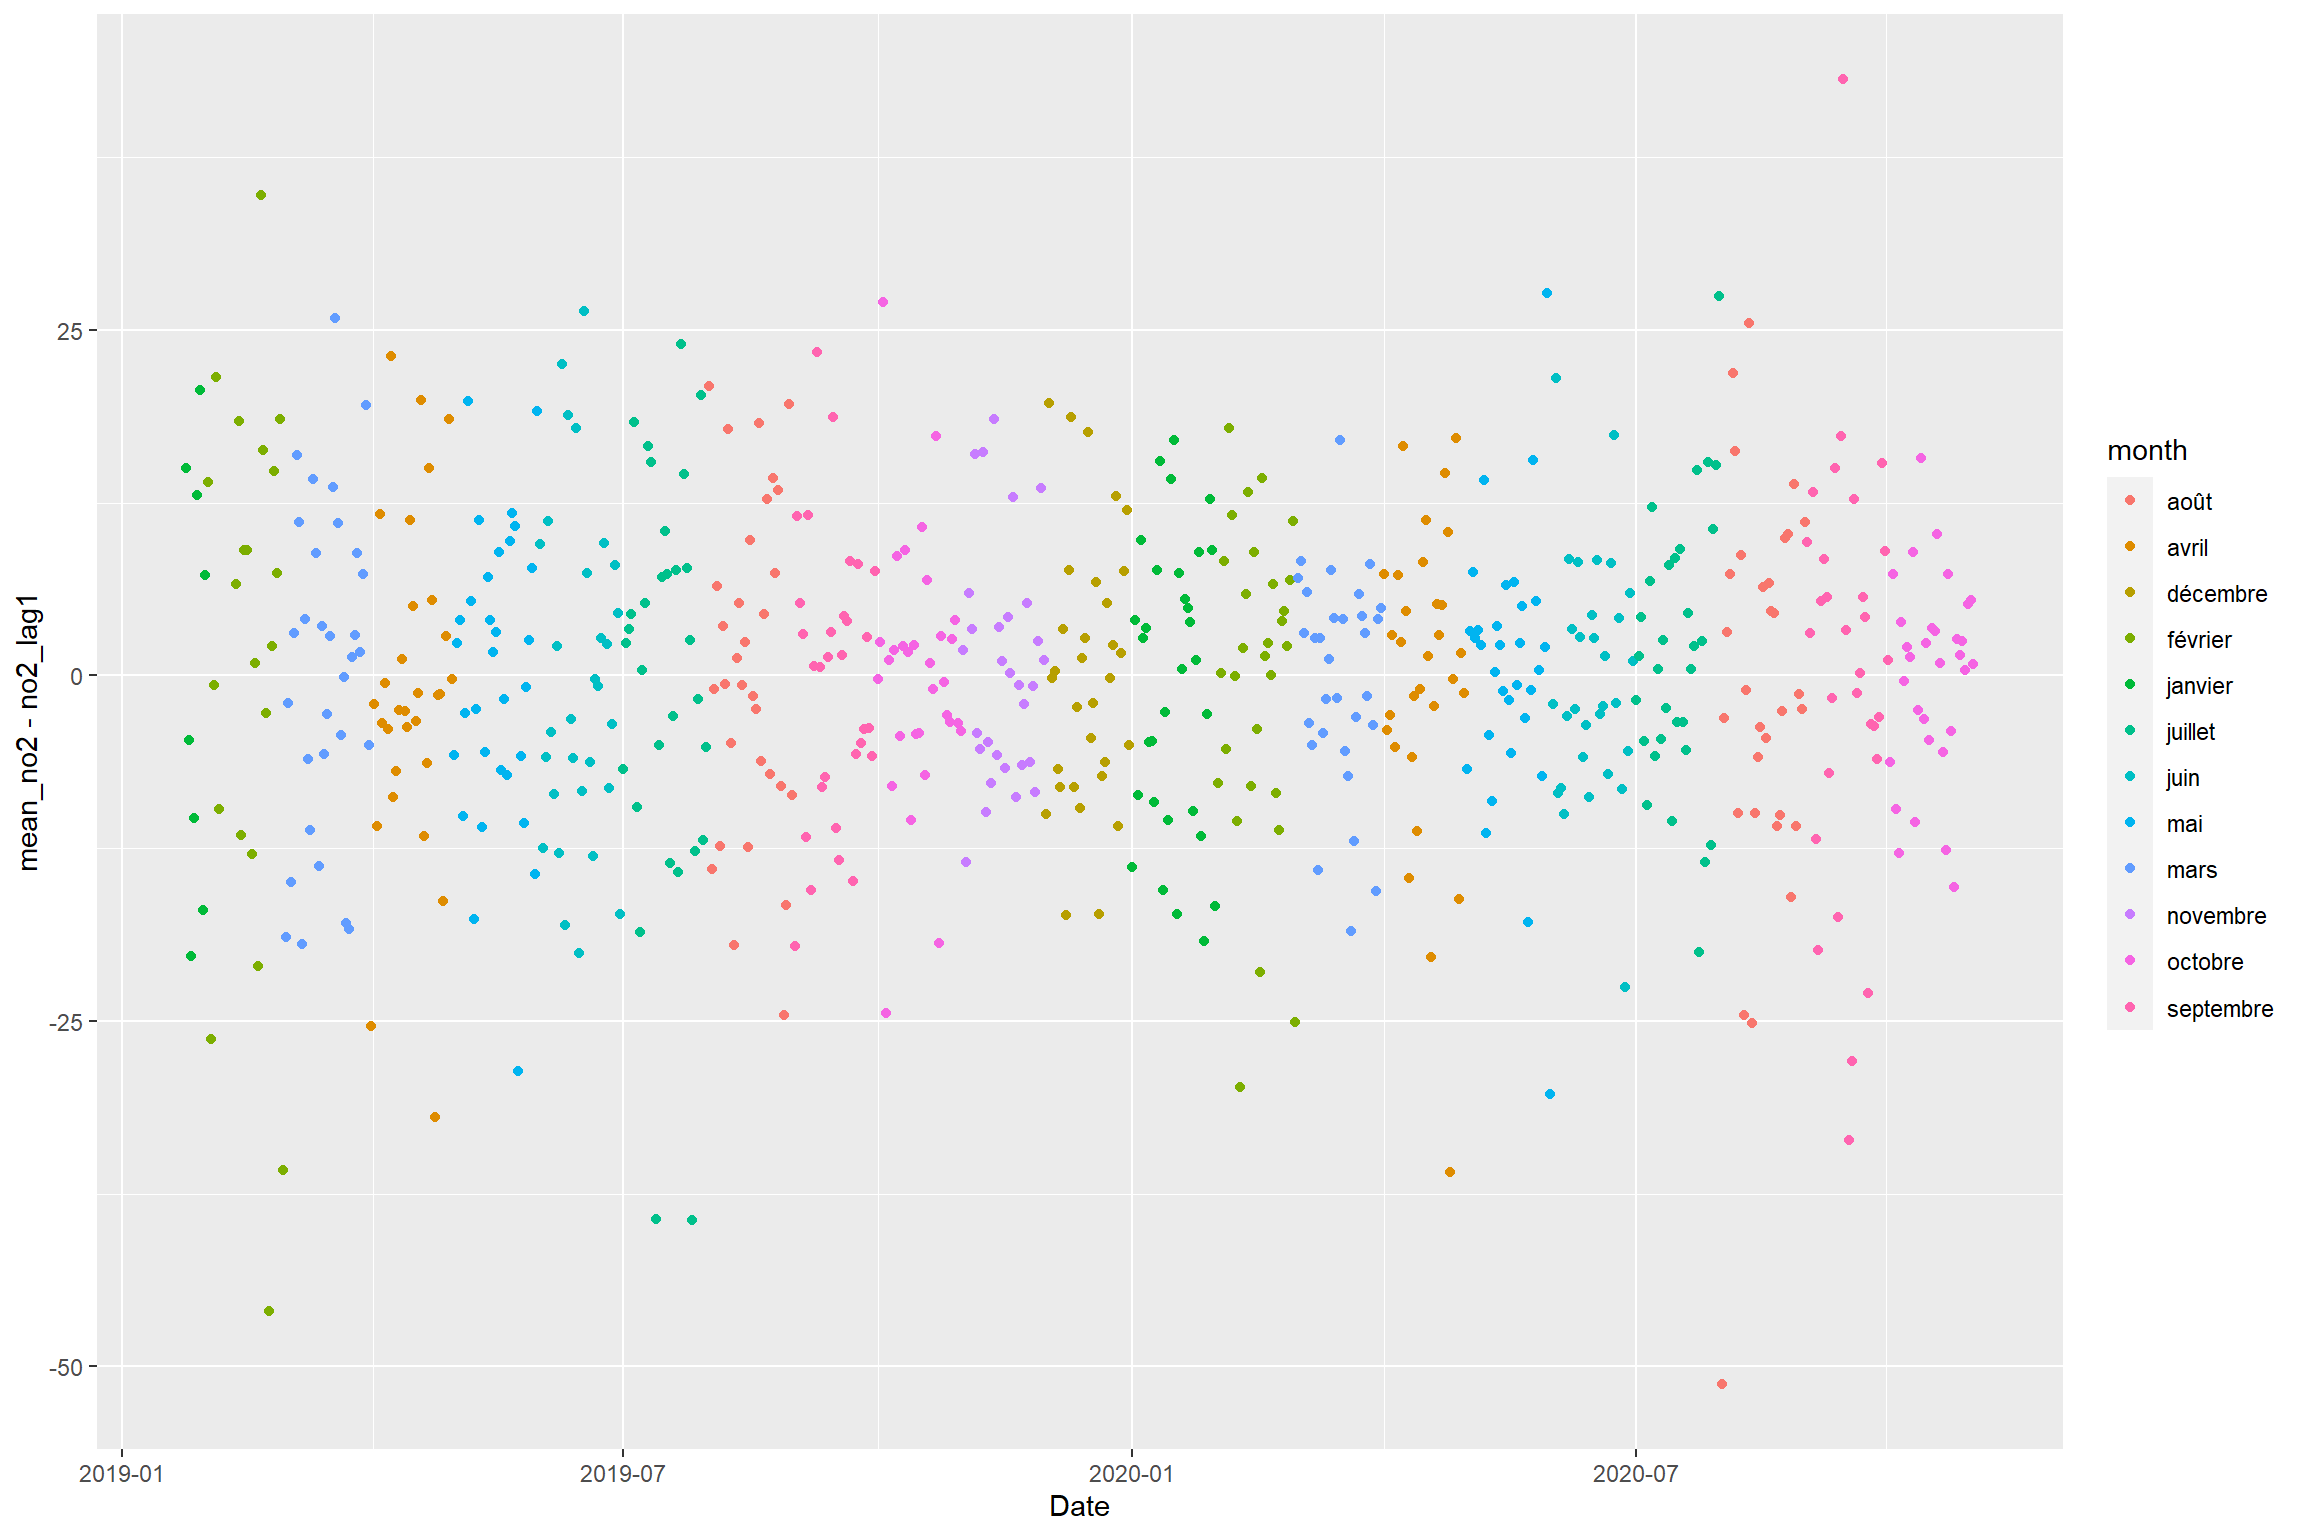 mean_no2 - no2_lag1
25
0
-25
-50
2019-01
2019-07
2020-01
2020-07
Date
month
août
avril
décembre
février
janvier
juillet
juin
mai
mars
novembre
octobre
septembre